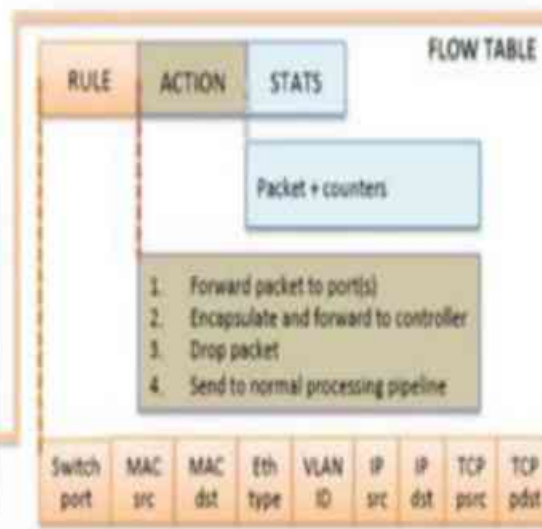 FLOW TABLE
RULE ACTION STATS
Packet + counters
1. Forward packet to port(s)
2. Encapsulate and forward to controller
3. Drop packet
4. Send to normal processing pipeline
Switch port
MAC src
MAC dst
Eth type
VLAN ID
IP src
IP dst
TCP psrc
TCP pdst